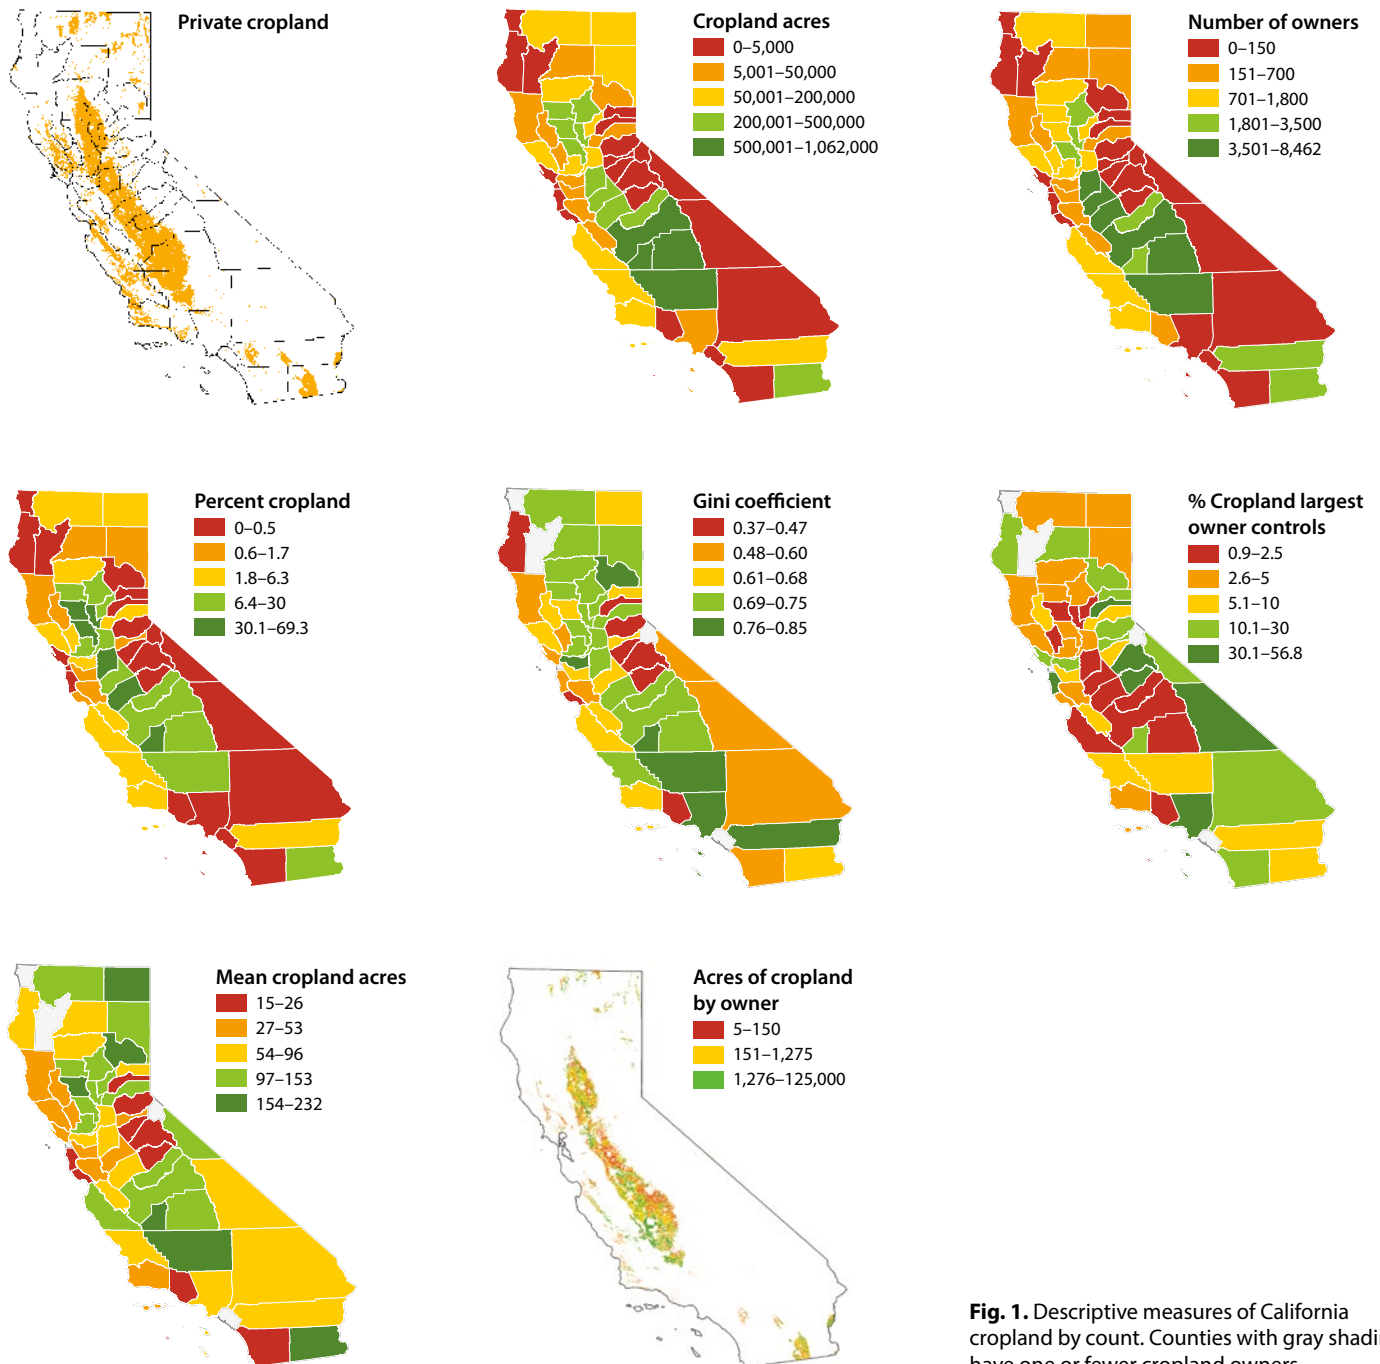 Private cropland
Cropland acres
0–5,000
5,001–50,000
50,001–200,000
200,001–500,000
500,001–1,062,000
Number of owners
0–150
151–700
701–1,800
1,801–3,500
3,501–8,462
Percent cropland
0–0.5
0.6–1.7
1.8–6.3
6.4–30
30.1–69.3
Gini coefficient
0.37–0.47
0.48–0.60
0.61–0.68
0.69–0.75
0.76–0.85
% Cropland largest
owner controls
0.9–2.5
2.6–5
5.1–10
10.1–30
30.1–56.8
Mean cropland acres
15–26
27–53
54–96
97–153
154–232
Acres of cropland
by owner
5–150
151–1,275
1,276–125,000
Fig. 1. Descriptive measures of California
cropland by count. Counties with gray shadi
have one or fewer cropland owners